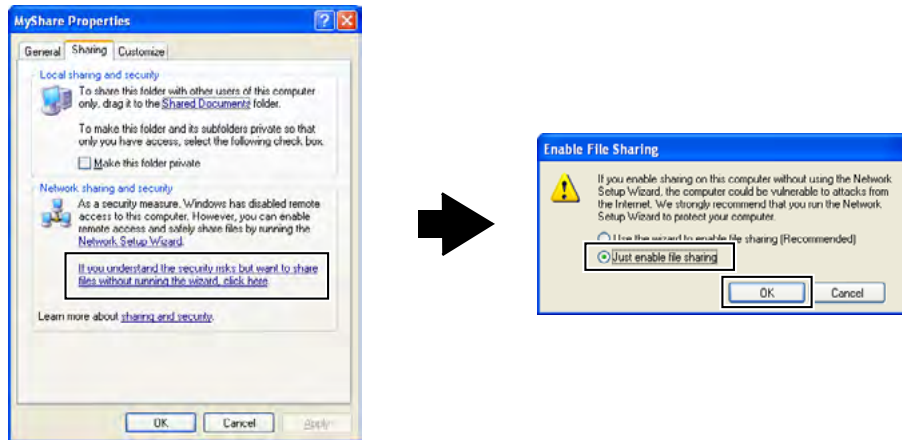 MyShare Properties
General Sharing Customize
Local sharing and security
To share this folder with other users of this computer
only, drag it to the Shared Documents folder.
To make this folder and its subfolders private so that
only you have access, select the following check box.
Make this folder private
Network sharing and security
As a security measure, Windows has disabled remote
access to this computer. However, you can enable
remote access and safely share files by running the
Network Setup Wizard.
If you understand the security risks but want to share
files without running the wizard, click here.
Learn more about sharing and security.
OK Cancel Apply
Enable File Sharing
If you enable sharing on this computer without using the Network
Setup Wizard, the computer could be vulnerable to attacks from
the Internet. We strongly recommend that you run the Network
Setup Wizard to protect your computer.
Use the wizard to enable file sharing (Recommended)
Just enable file sharing
OK Cancel